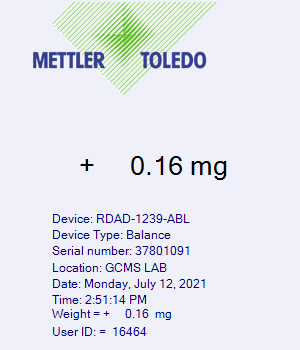 METTLER TOLEDO
+ 0.16 mg
Device: RDAD-1239-ABL
Device Type: Balance
Serial number: 37801091
Location: GCMS LAB
Date: Monday, July 12, 2021
Time: 2:51:14 PM
Weight = + 0.16 mg
User ID: = 16464